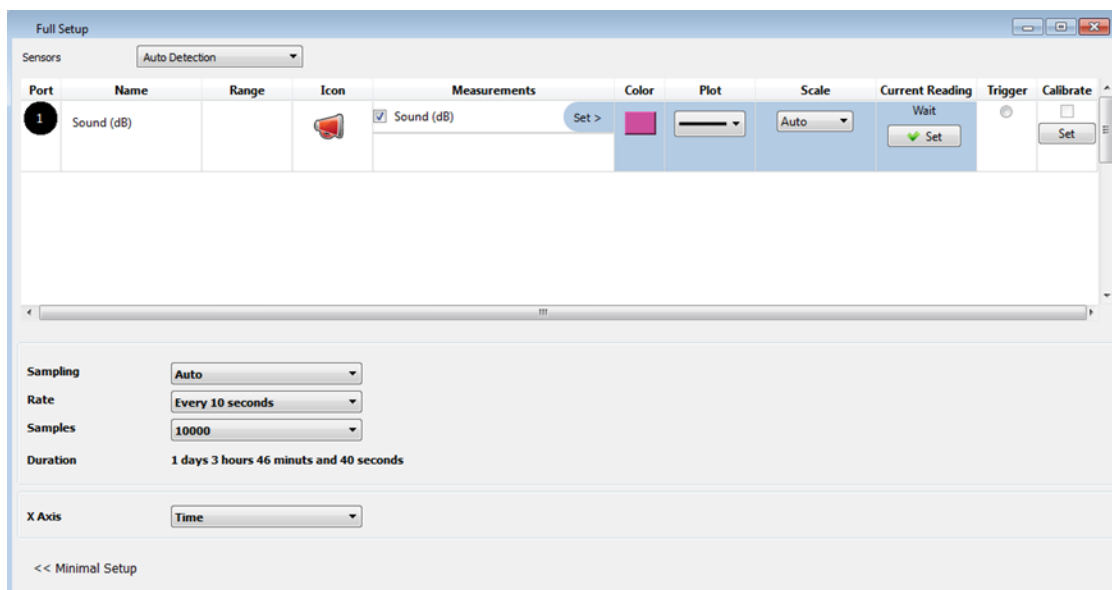 Full Setup
Sensors Auto Detection
Port Name Range Icon Measurements Color Plot Scale Current Reading Trigger Calibrate
1 Sound (dB) Sound (dB) Set > Auto Wait
Set Set
Sampling Auto
Rate Every 10 seconds
Samples 10000
Duration 1 days 3 hours 46 minuts and 40 seconds
X Axis Time
<< Minimal Setup